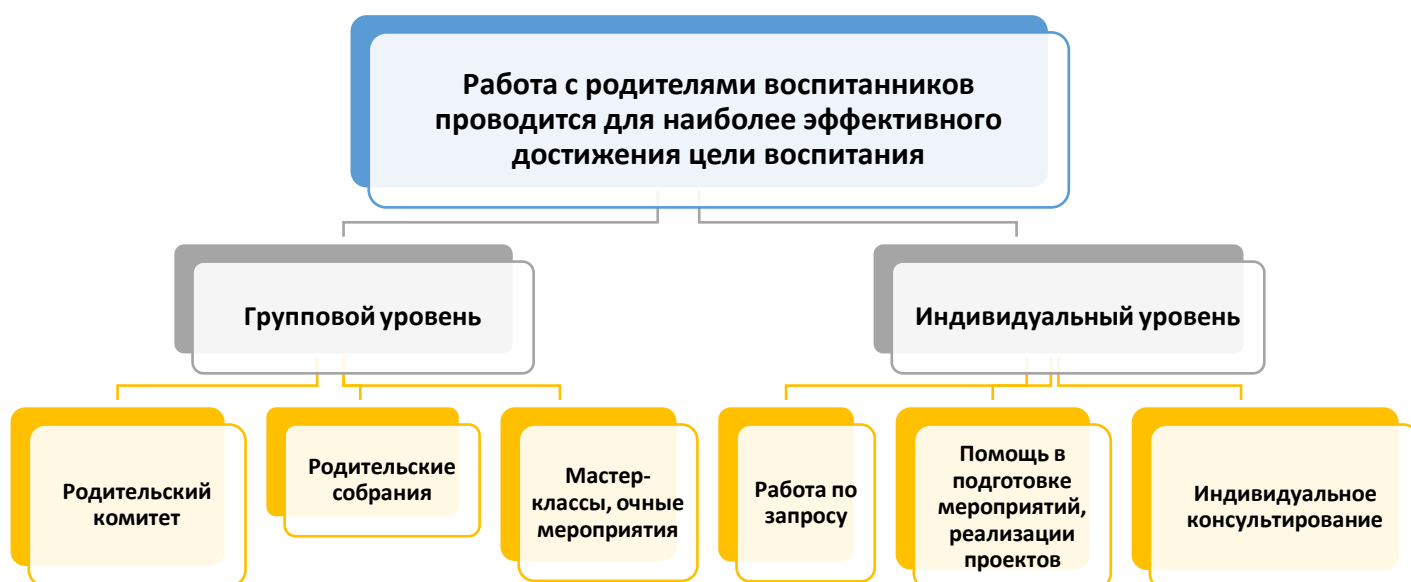 Работа с родителями воспитанников
проводится для наиболее эффективного
достижения цели воспитания
Групповой уровень
Индивидуальный уровень
Родительский
комитет
Родительские
собрания
Мастер-
классы, очные
мероприятия
Работа по
запросу
Помощь в
подготовке
мероприятий,
реализации
проектов
Индивидуальное
консультирование